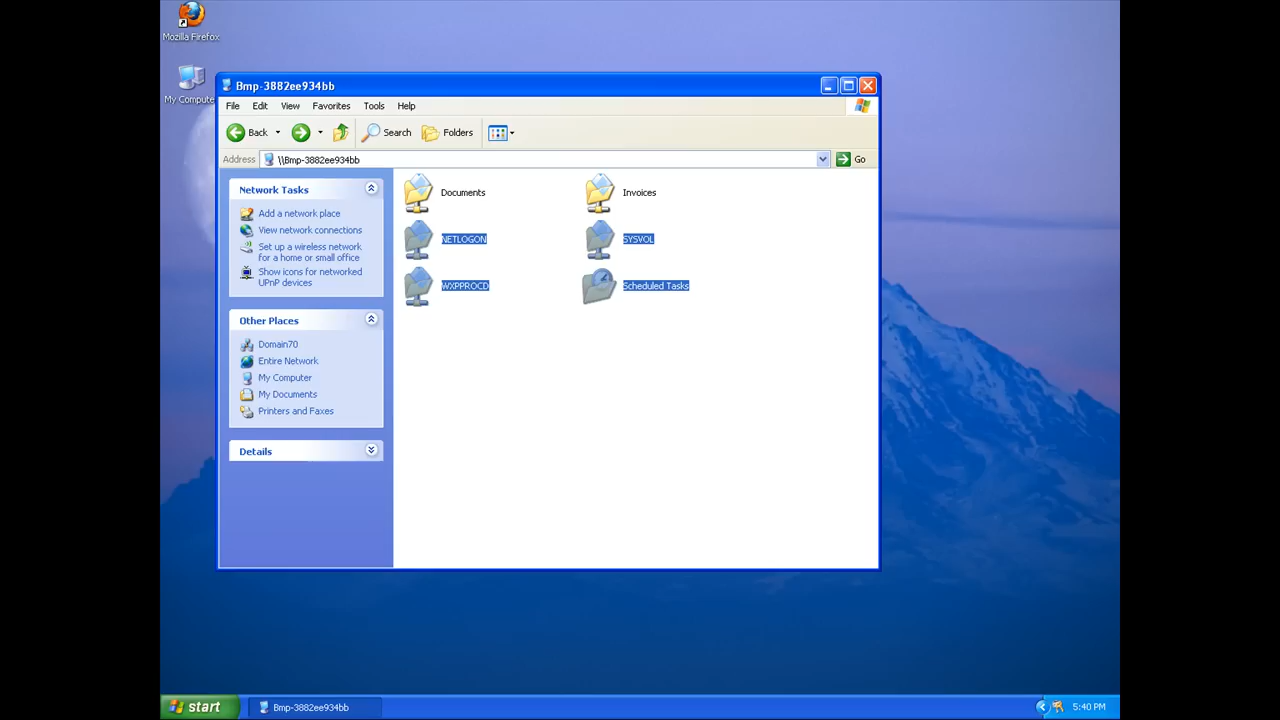 Mozilla Firefox
My Compute
Bmp-3882ee934bb
File Edit View Favorites Tools Help
Back Search Folders
Address \\Bmp-3882ee934bb Go
Network Tasks
Add a network place
View network connections
Set up a wireless network
for a home or small office
Show icons for networked
UPnP devices
Other Places
Domain70
Entire Network
My Computer
My Documents
Printers and Faxes
Details
Documents Invoices
NETLOGON SYSVOL
WXPPROCD Scheduled Tasks
start Bmp-3882ee934bb 5:40 PM